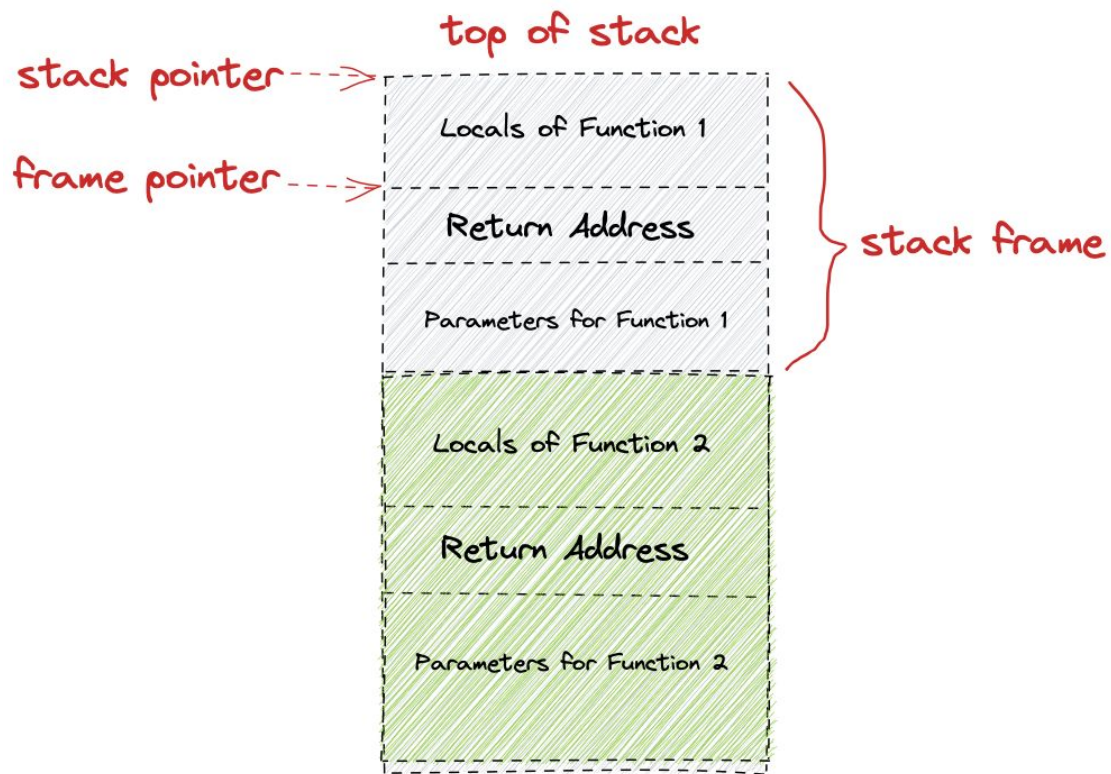 top of stack
stack pointer
Locals of Function 1
frame pointer
Return Address
stack frame
Parameters for Function 1
Locals of Function 2
Return Address
Parameters for Function 2